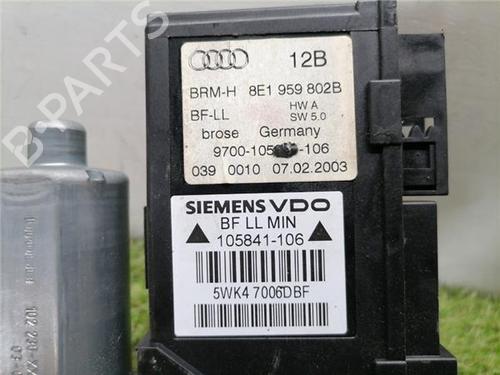 12B
BRM-H 8E1 959 802B
BF-LL HW A
SW 5.0
brose Germany
039 0010 07.02.2003
SIEMENS VDO
BF LL MIN
105841-106
5WK4 7006DBF
B-PARTS